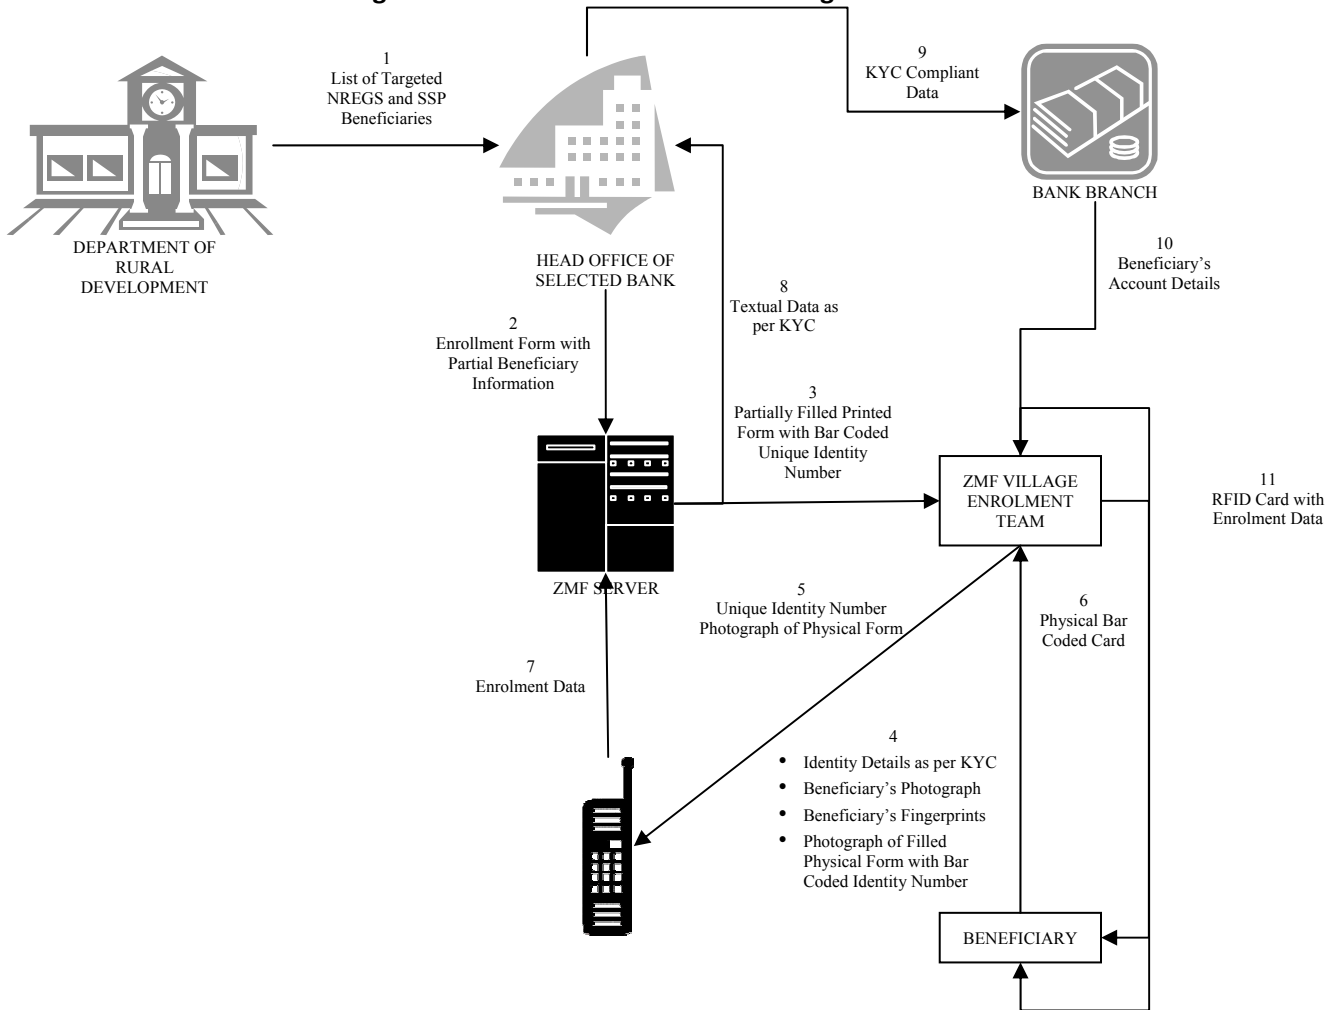 1
List of Targeted
NREGS and SSP
Beneficiaries
9
KYC Compliant
Data
BANK BRANCH
DEPARTMENT OF
RURAL
DEVELOPMENT
HEAD OFFICE OF
SELECTED BANK
10
Beneficiary’s
Account Details
8
Textual Data as
per KYC
2
Enrollment Form with
Partial Beneficiary
Information
3
Partially Filled Printed
Form with Bar Coded
Unique Identity
Number
ZMF VILLAGE
ENROLMENT
TEAM
11
RFID Card with
Enrolment Data
ZMF SERVER
5
Unique Identity Number
Photograph of Physical Form
6
Physical Bar
Coded Card
7
Enrolment Data
4
• Identity Details as per KYC
• Beneficiary’s Photograph
• Beneficiary’s Fingerprints
• Photograph of Filled
Physical Form with Bar
Coded Identity Number
BENEFICIARY